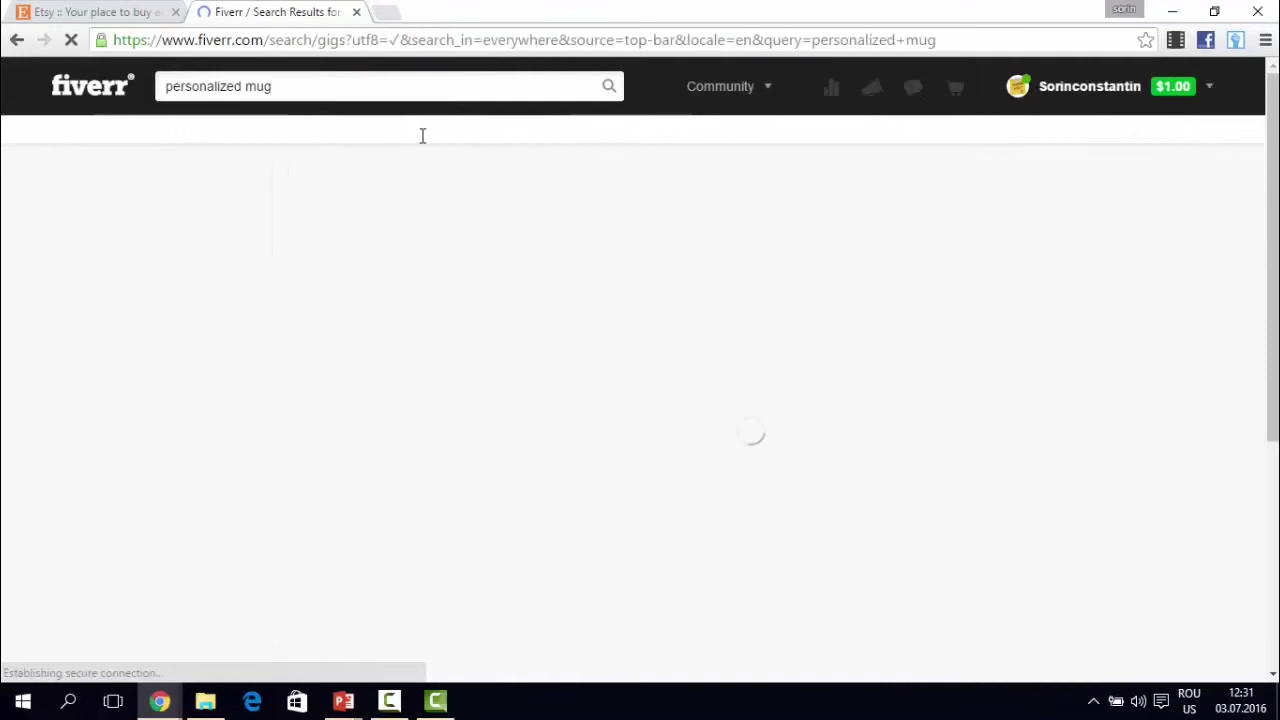 sorin
Etsy :: Your place to buy
Fiverr / Search Results for
https://www.fiverr.com/search/gigs?utf8=✓&search_in=everywhere&source=top-bar&locale=en&query=personalized+mug
fiverr®
personalized mug
Community
Sorinconstantin
$1.00
Establishing secure connection...
ROU
US
12:31
03.07.2016